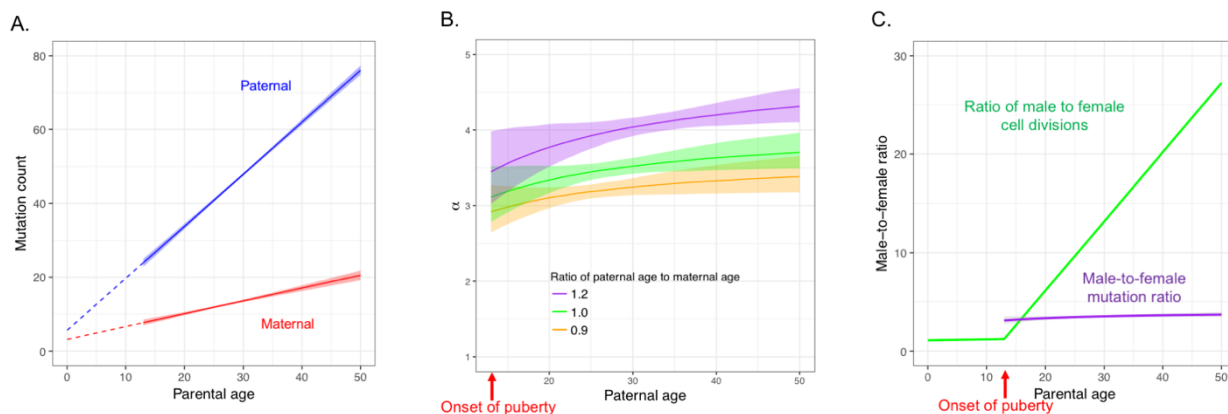 A.
Mutation count
80
60
40
20
0
Paternal
Maternal
0
10
20
30
40
50
Parental age
B.
α
5
4
3
2
1
Ratio of paternal age to maternal age
1.2
1.0
0.9
20
30
40
50
Paternal age
Onset of puberty
C.
Male-to-female ratio
30
20
10
0
Ratio of male to female
cell divisions
Male-to-female
mutation ratio
0
10
20
30
40
50
Parental age
Onset of puberty